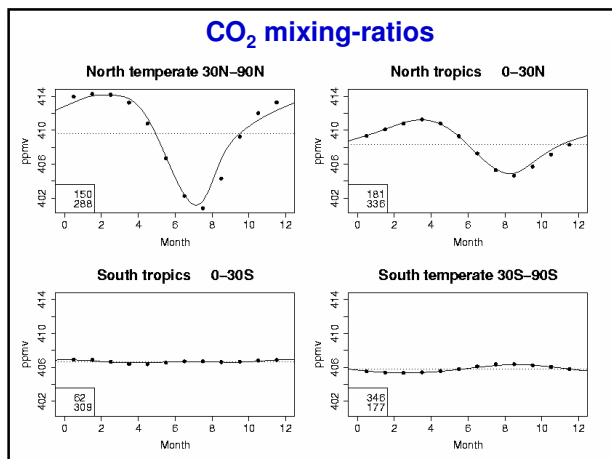 CO₂ mixing-ratios
North temperate 30N–90N
ppmv
414
410
406
402
150
288
0 2 4 6 8 10 12
Month
North tropics 0–30N
ppmv
414
410
406
402
181
336
0 2 4 6 8 10 12
Month
South tropics 0–30S
ppmv
414
410
406
402
62
309
0 2 4 6 8 10 12
Month
South temperate 30S–90S
ppmv
414
410
406
402
346
177
0 2 4 6 8 10 12
Month